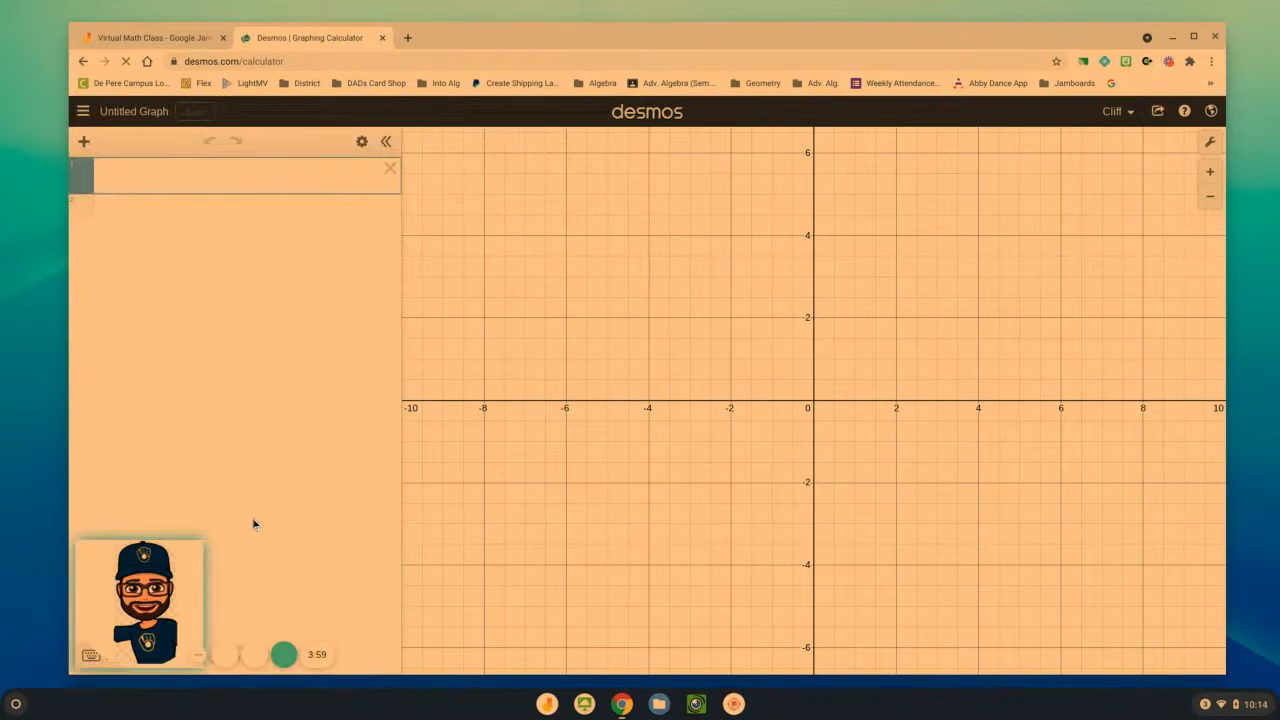 Virtual Math Class - Google Jam
Desmos | Graphing Calculator
desmos.com/calculator
De Pere Campus Lo...
Flex
LightMV
District
DADs Card Shop
Into Alg
Create Shipping La...
Algebra
Adv. Algebra (Sem...
Geometry
Adv. Alg.
Weekly Attendance...
Abby Dance App
Jamboards
»
Untitled Graph
desmos
Cliff
1
2
6
4
2
-10
-8
-6
-4
-2
0
2
4
6
8
10
-2
-4
-6
3:59
3
10:14